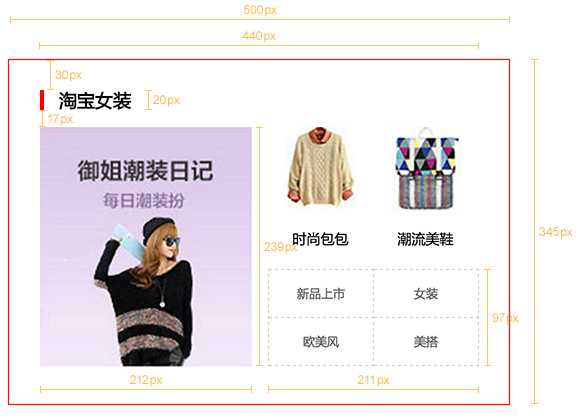 500px
440px
30px
淘宝女装
20px
17px
御姐潮装日记
每日潮装扮
时尚包包
潮流美鞋
345px
239px
新品上市
女装
97px
欧美风
美搭
212px
211px